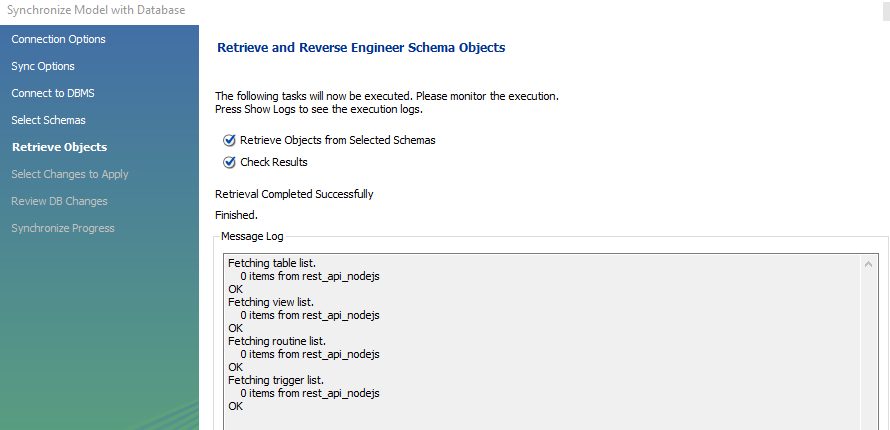 Synchronize Model with Database
Connection Options
Sync Options
Connect to DBMS
Select Schemas
Retrieve Objects
Select Changes to Apply
Review DB Changes
Synchronize Progress
Retrieve and Reverse Engineer Schema Objects
The following tasks will now be executed. Please monitor the execution.
Press Show Logs to see the execution logs.
Retrieve Objects from Selected Schemas
Check Results
Retrieval Completed Successfully
Finished.
Message Log
Fetching table list.
0 items from rest_api_nodejs
OK
Fetching view list.
0 items from rest_api_nodejs
OK
Fetching routine list.
0 items from rest_api_nodejs
OK
Fetching trigger list.
0 items from rest_api_nodejs
OK